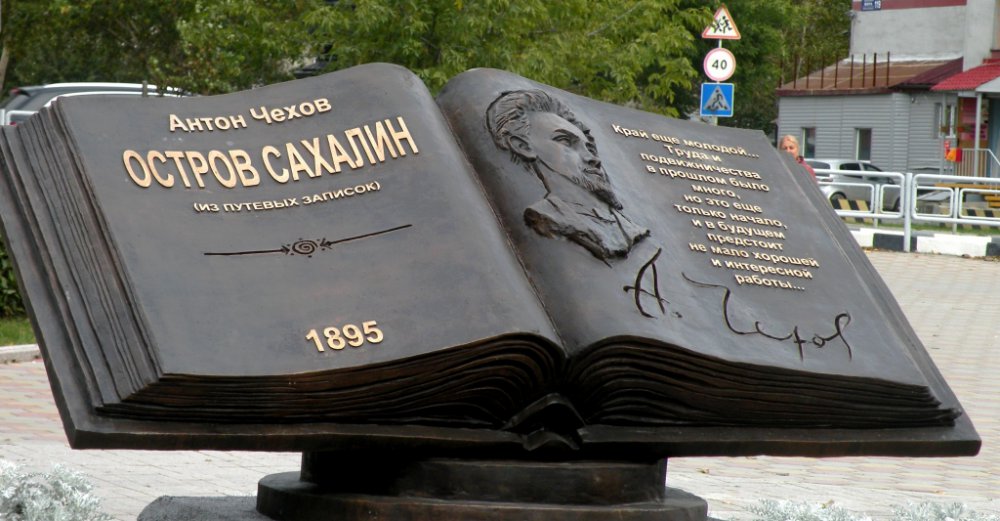 Антон Чехов
ОСТРОВ САХАЛИН
(ИЗ ПУТЕВЫХ ЗАПИСОК)
1895
Край еще молодой...
Труда и
подвижничества
в прошлом было
много,
но это еще
только начало,
и в будущем
предстоит
не мало хорошей
и интересной
работы...
А. Чехов
40